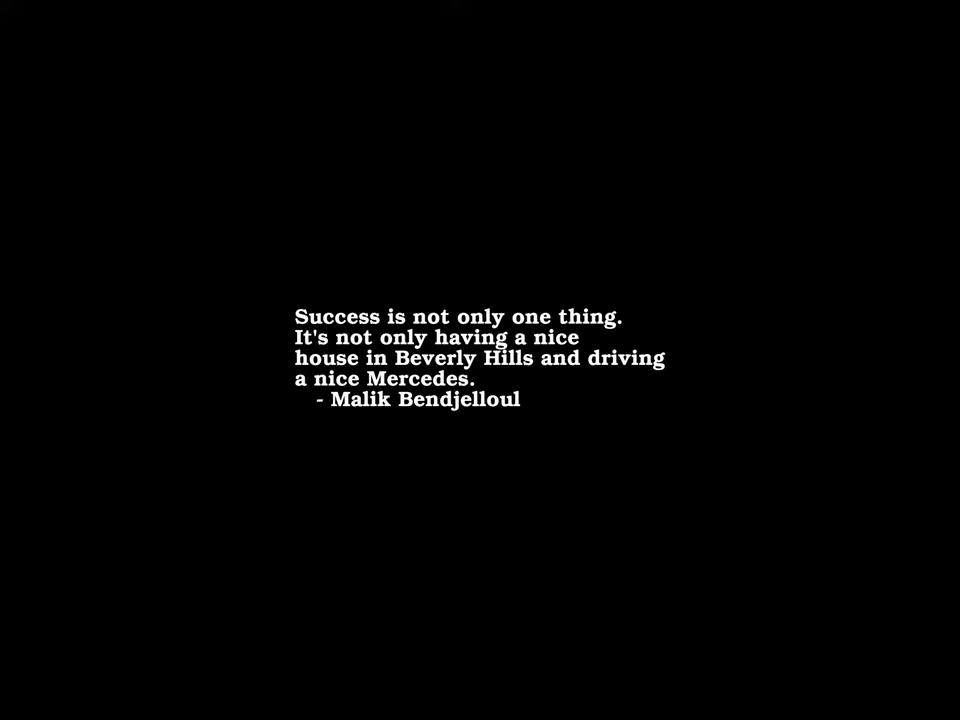 Success is not only one thing.
It's not only having a nice
house in Beverly Hills and driving
a nice Mercedes.
- Malik Bendjelloul